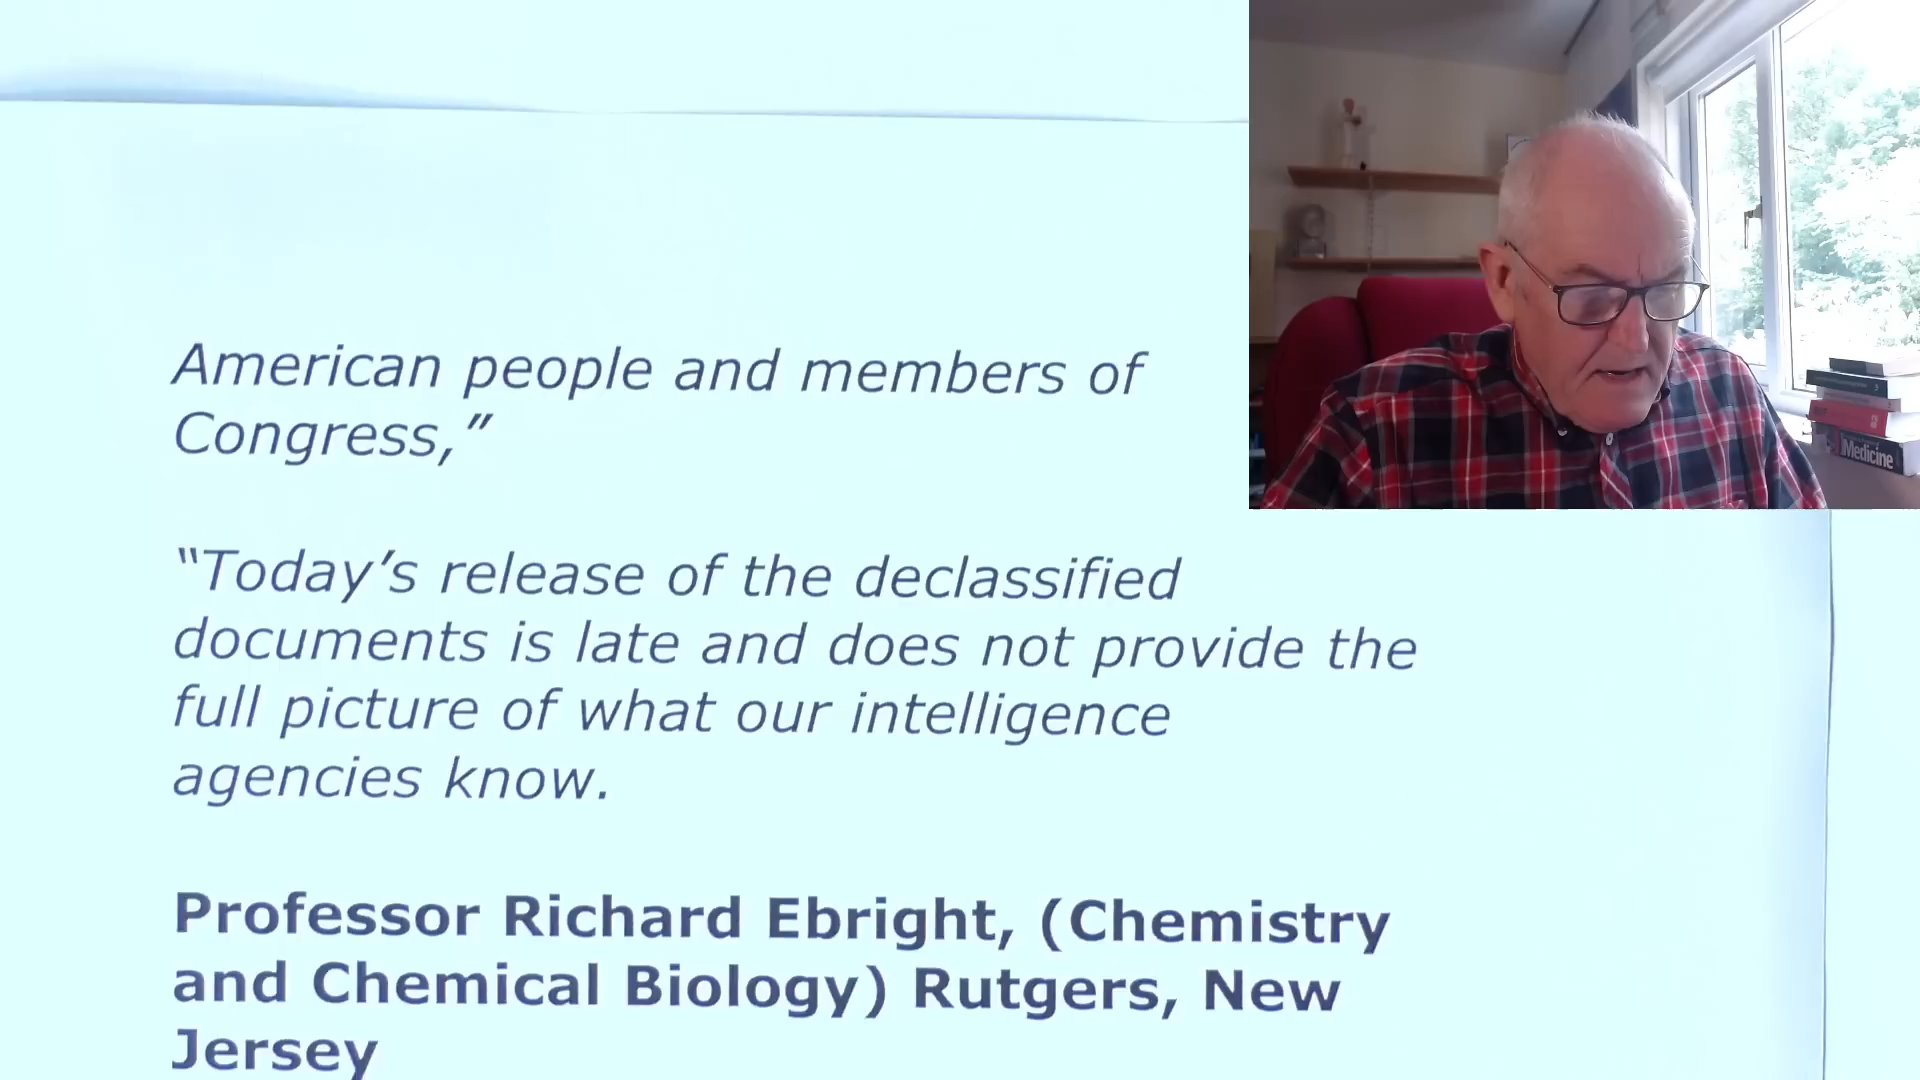 American people and members of
Congress,”
“Today’s release of the declassified
documents is late and does not provide the
full picture of what our intelligence
agencies know.
Professor Richard Ebright, (Chemistry
and Chemical Biology) Rutgers, New
Jersey
Medicine